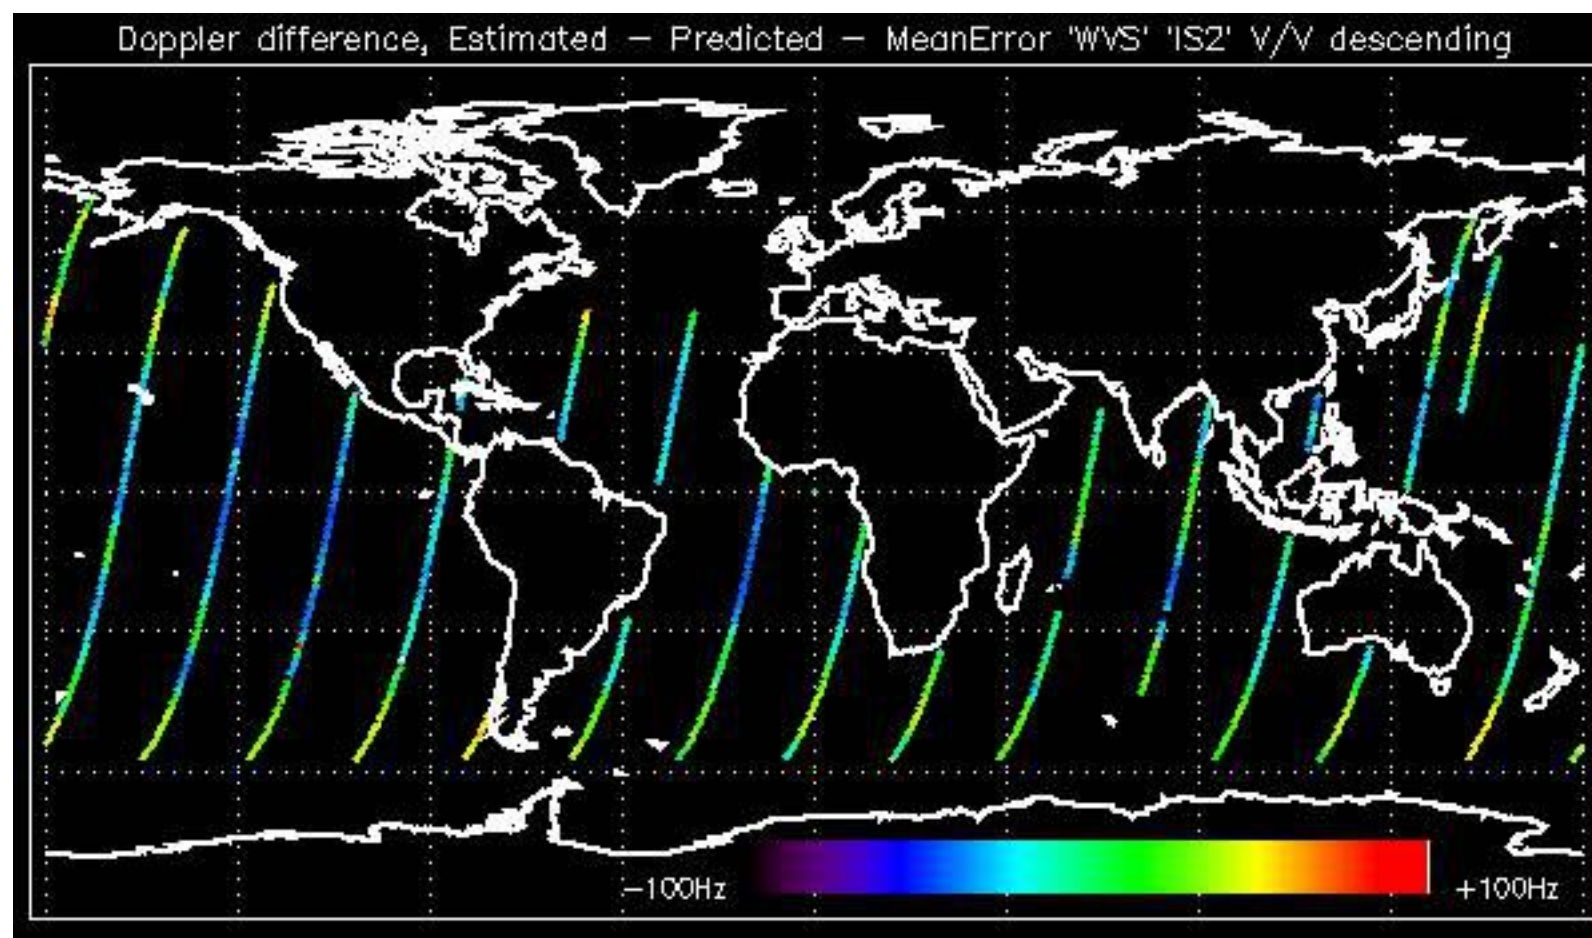 Doppler difference, Estimated – Predicted – MeanError 'WVS' 'IS2' V/V descending
–100Hz +100Hz